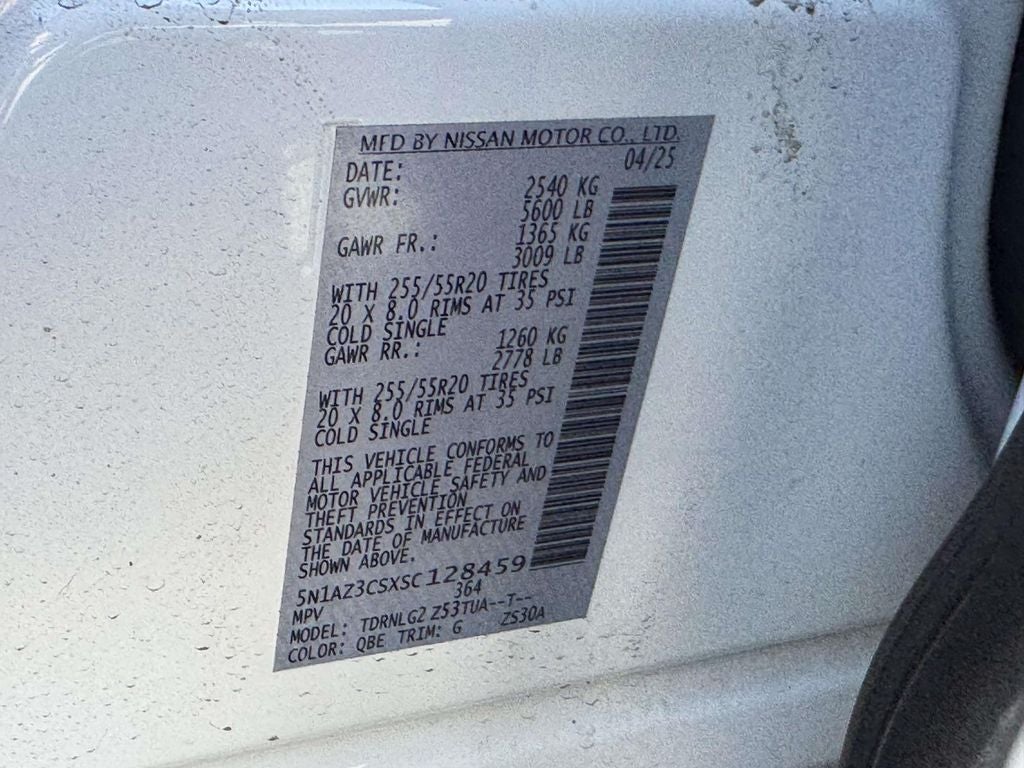 MFD BY NISSAN MOTOR CO., LTD.
DATE: 04/25
GVWR: 2540 KG
5600 LB
GAWR FR.: 1365 KG
3009 LB
WITH 255/55R20 TIRES
20 X 8.0 RIMS AT 35 PSI
COLD SINGLE
GAWR RR.: 1260 KG
2778 LB
WITH 255/55R20 TIRES
20 X 8.0 RIMS AT 35 PSI
COLD SINGLE
THIS VEHICLE CONFORMS TO
ALL APPLICABLE FEDERAL
MOTOR VEHICLE SAFETY AND
THEFT PREVENTION
STANDARDS IN EFFECT ON
THE DATE OF MANUFACTURE
SHOWN ABOVE.
5N1AZ3CSXSC128459
MPV 364
MODEL: TDRNLG2 Z53TUA--T--
COLOR: QBE TRIM: G ZS30A